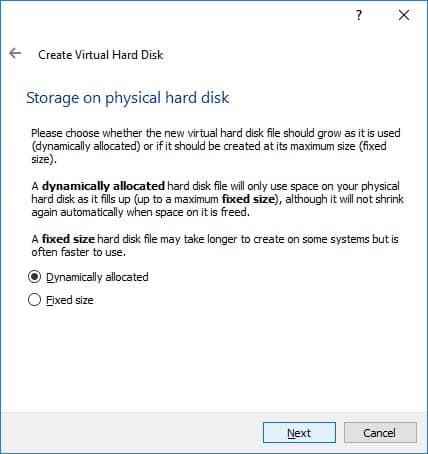 ?
Create Virtual Hard Disk
Storage on physical hard disk
Please choose whether the new virtual hard disk file should grow as it is used
(dynamically allocated) or if it should be created at its maximum size (fixed
size).
A dynamically allocated hard disk file will only use space on your physical
hard disk as it fills up (up to a maximum fixed size), although it will not shrink
again automatically when space on it is freed.
A fixed size hard disk file may take longer to create on some systems but is
often faster to use.
Dynamically allocated
Fixed size
Next Cancel